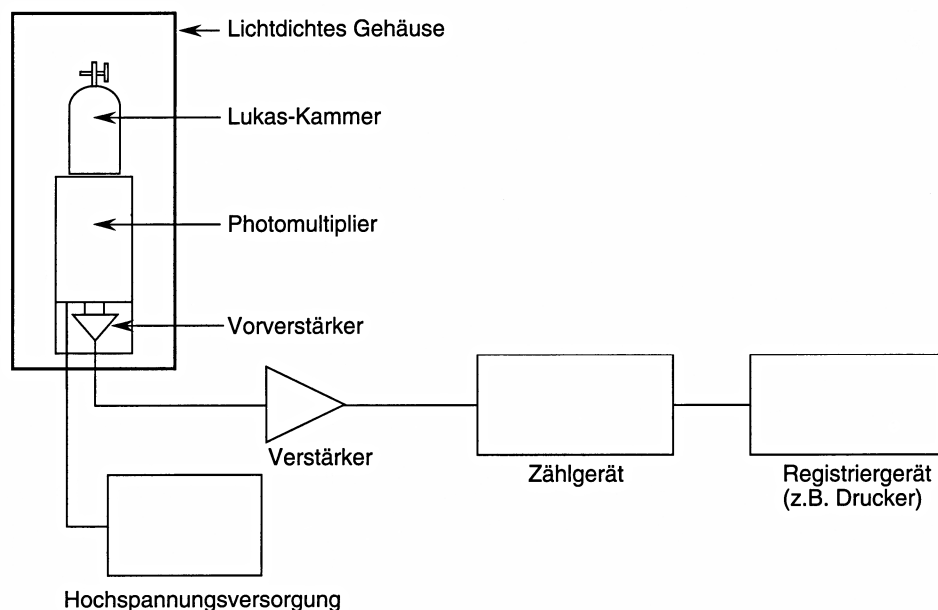 Lichtdichtes Gehäuse
Lukas-Kammer
Photomultiplier
Vorverstärker
Verstärker
Zählgerät
Registriergerät
(z.B. Drucker)
Hochspannungsversorgung